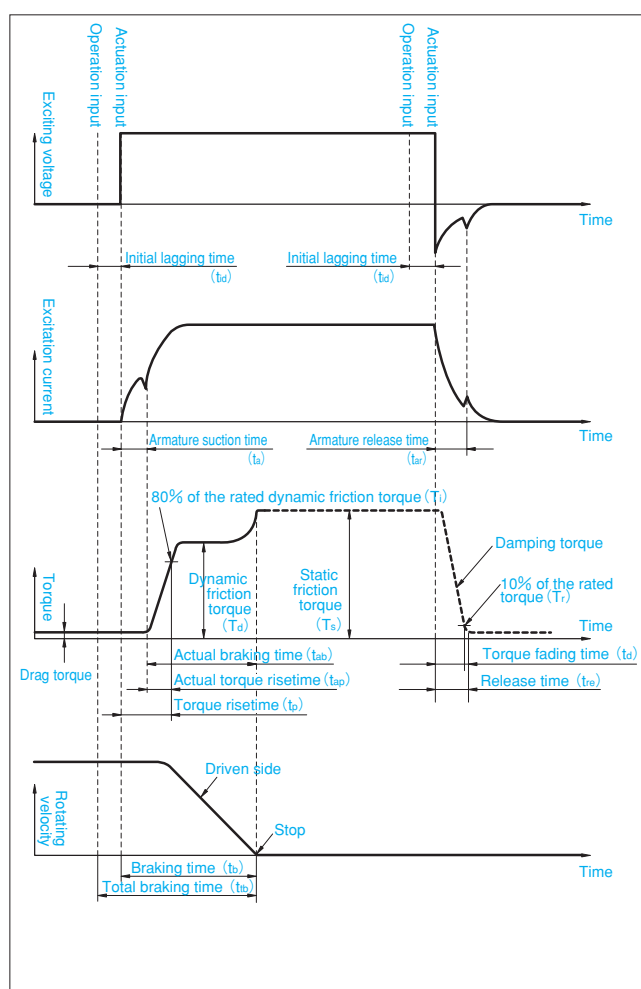 Operation input
Actuation input
Operation input
Actuation input
Exciting voltage
Time
Initial lagging time
(tid)
Initial lagging time
(tid)
Excitation current
Time
Armature suction time
(ta)
Armature release time
(tar)
80% of the rated dynamic friction torque (Ti)
Torque
Dynamic
friction
torque (Td)
Static
friction
torque (Ts)
Damping torque
10% of the rated
torque (Tr)
Time
Drag torque
Actual braking time (tab)
Torque fading time (td)
Actual torque risetime (tap)
Release time (tre)
Torque risetime (tp)
Rotating
velocity
Driven side
Stop
Time
Braking time (tb)
Total braking time (ttb)